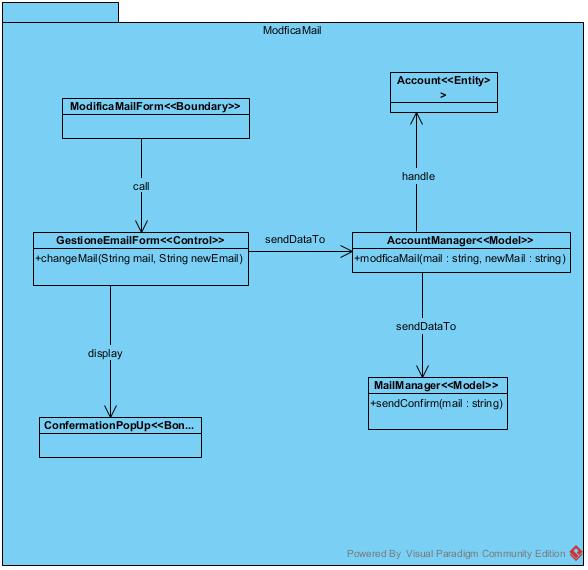 ModficaMail
ModificaMailForm<<Boundary>>
Account<<Entity>
>
call
handle
GestioneEmailForm<<Control>>
+changeMail(String mail, String newEmail)
sendDataTo
AccountManager<<Model>>
+modficaMail(mail : string, newMail : string)
display
sendDataTo
MailManager<<Model>>
+sendConfirm(mail : string)
ConfermationPopUp<<Bon...
Powered By Visual Paradigm Community Edition